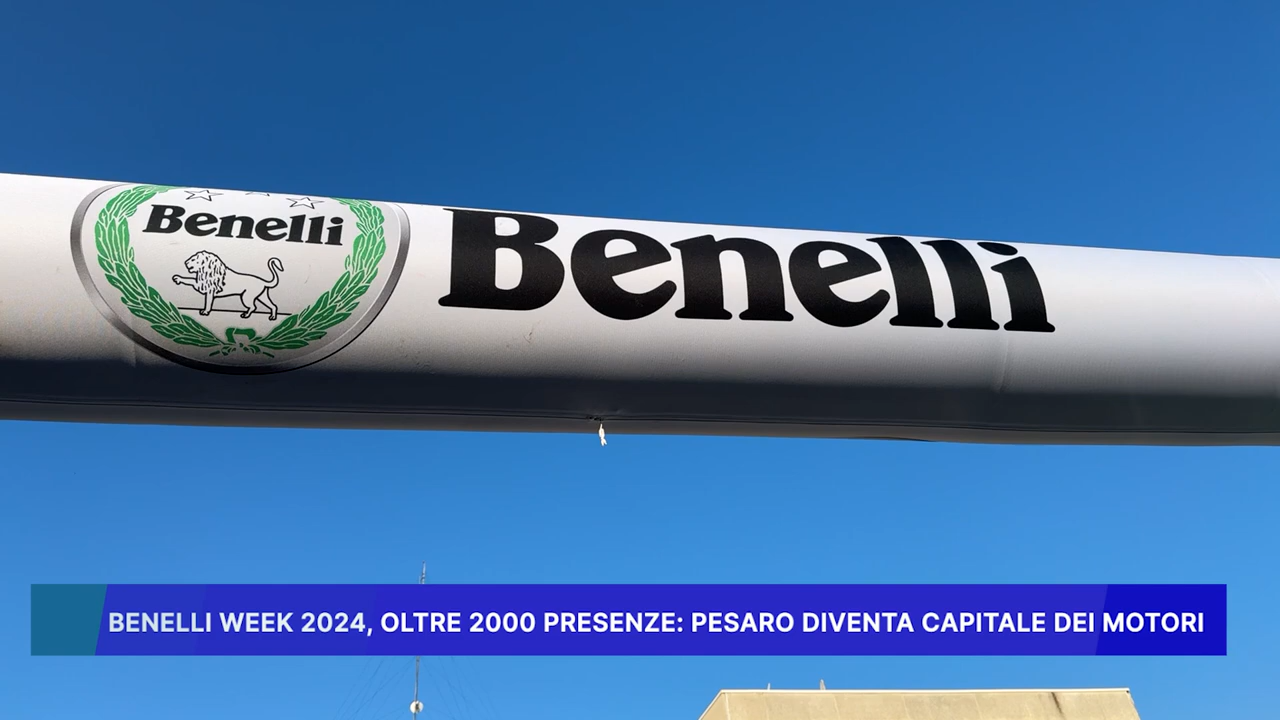 Benelli
Benelli
BENELLI WEEK 2024, OLTRE 2000 PRESENZE: PESARO DIVENTA CAPITALE DEI MOTORI